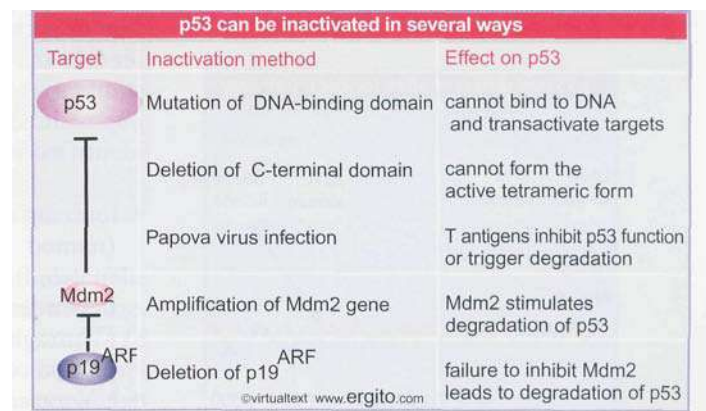 p53 can be inactivated in several ways
Target Inactivation method Effect on p53
p53 Mutation of DNA-binding domain cannot bind to DNA
and transactivate targets
Deletion of C-terminal domain cannot form the
active tetrameric form
Papova virus infection T antigens inhibit p53 function
or trigger degradation
Mdm2 Amplification of Mdm2 gene Mdm2 stimulates
degradation of p53
p19ARF Deletion of p19ARF failure to inhibit Mdm2
leads to degradation of p53
©virtualtext www.ergito.com